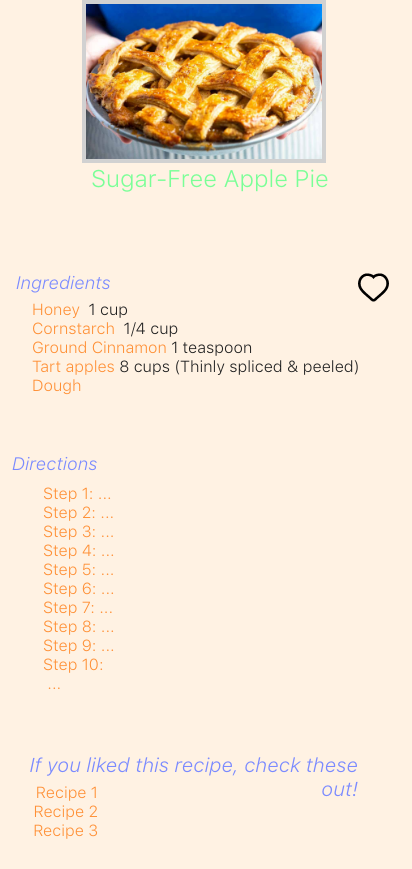 Sugar-Free Apple Pie
Ingredients
Honey 1 cup
Cornstarch 1/4 cup
Ground Cinnamon 1 teaspoon
Tart apples 8 cups (Thinly spliced & peeled)
Dough
Directions
Step 1: ...
Step 2: ...
Step 3: ...
Step 4: ...
Step 5: ...
Step 6: ...
Step 7: ...
Step 8: ...
Step 9: ...
Step 10:
...
If you liked this recipe, check these
out!
Recipe 1
Recipe 2
Recipe 3